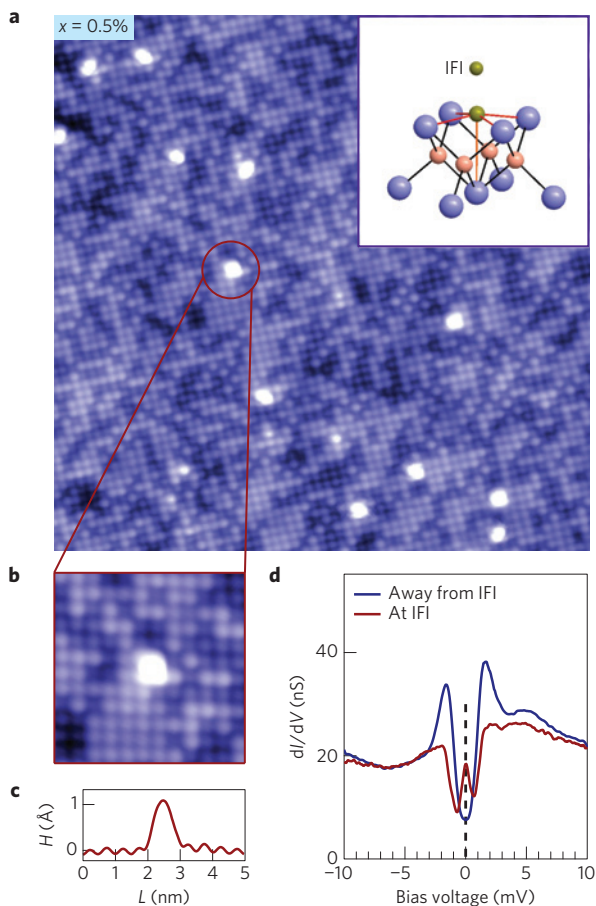 a
x = 0.5%
IFI
b
d
Away from IFI
At IFI
40
20
0
dI/dV (nS)
−10 −5 0 5 10
Bias voltage (mV)
c
1
0
H (Å)
0 1 2 3 4 5
L (nm)